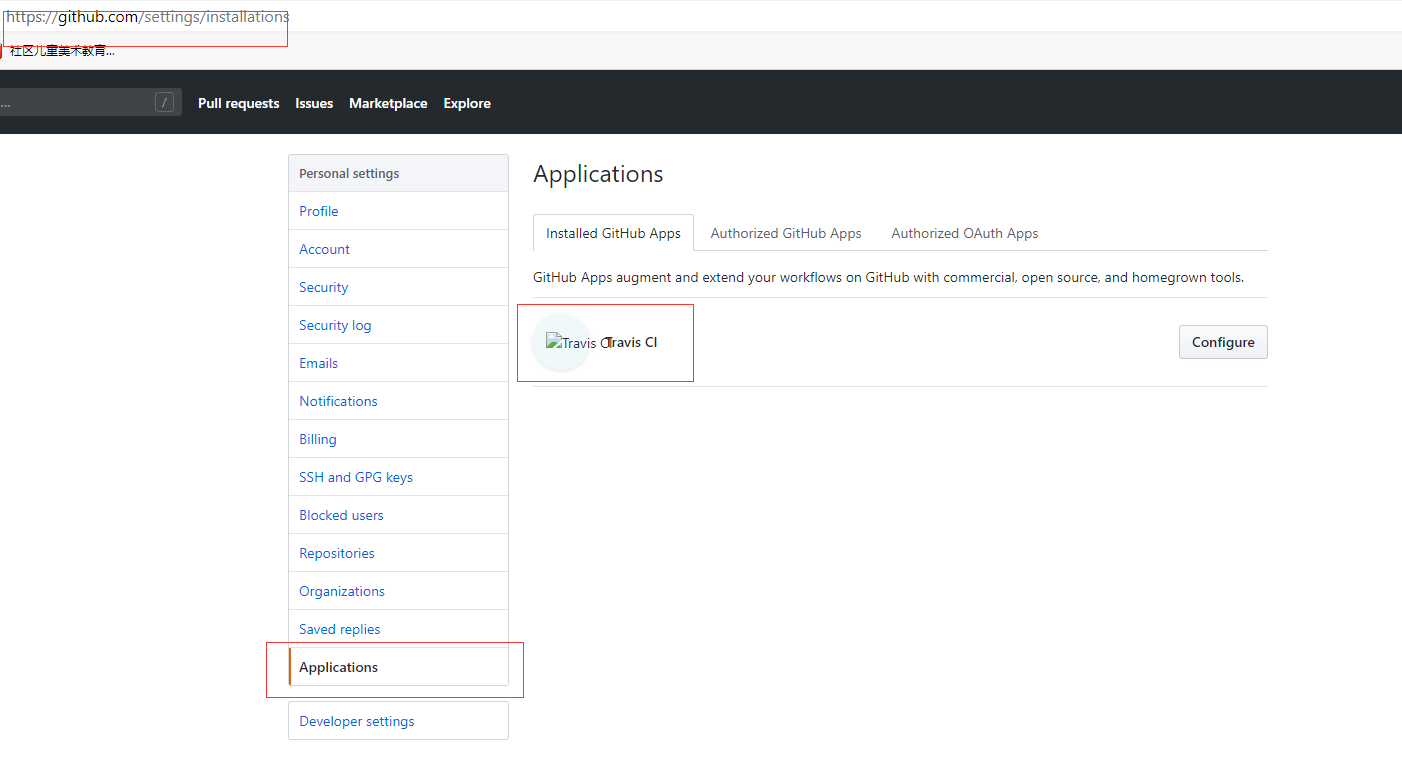 https://github.com/settings/installations
社区儿童美术教育...
... / Pull requests Issues Marketplace Explore
Personal settings
Profile
Account
Security
Security log
Emails
Notifications
Billing
SSH and GPG keys
Blocked users
Repositories
Organizations
Saved replies
Applications
Developer settings
Applications
Installed GitHub Apps Authorized GitHub Apps Authorized OAuth Apps
GitHub Apps augment and extend your workflows on GitHub with commercial, open source, and homegrown tools.
Travis CI Travis CI Configure